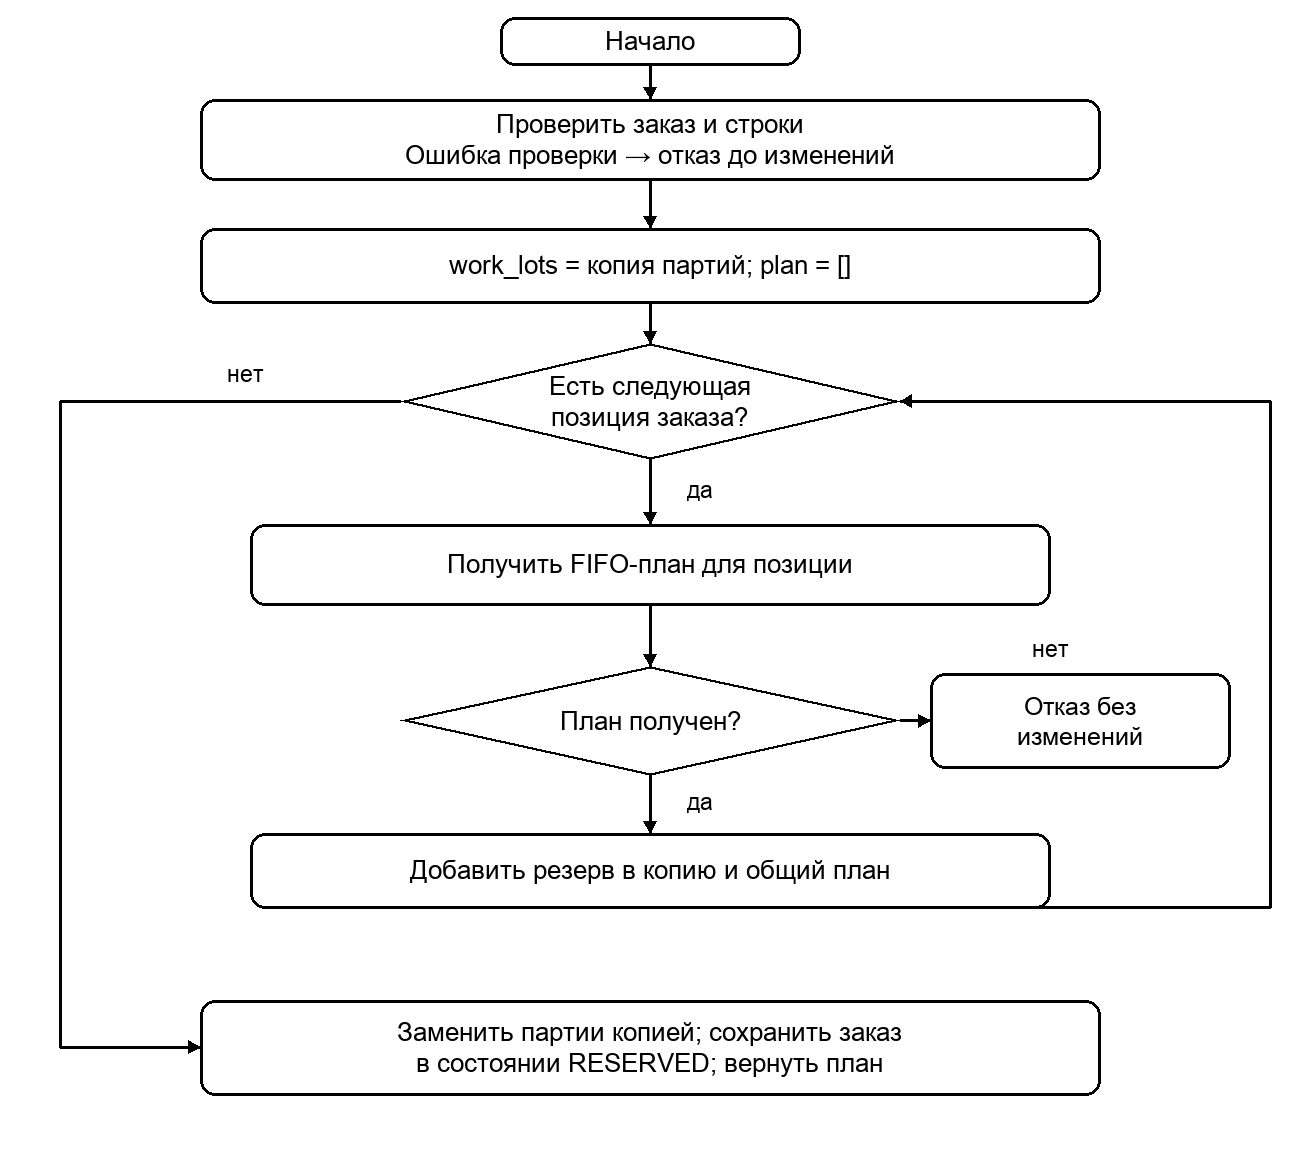 Начало
Проверить заказ и строки
Ошибка проверки → отказ до изменений
work_lots = копия партий; plan = []
нет
Есть следующая
позиция заказа?
да
Получить FIFO-план для позиции
нет
План получен?
Отказ без
изменений
да
Добавить резерв в копию и общий план
Заменить партии копией; сохранить заказ
в состоянии RESERVED; вернуть план